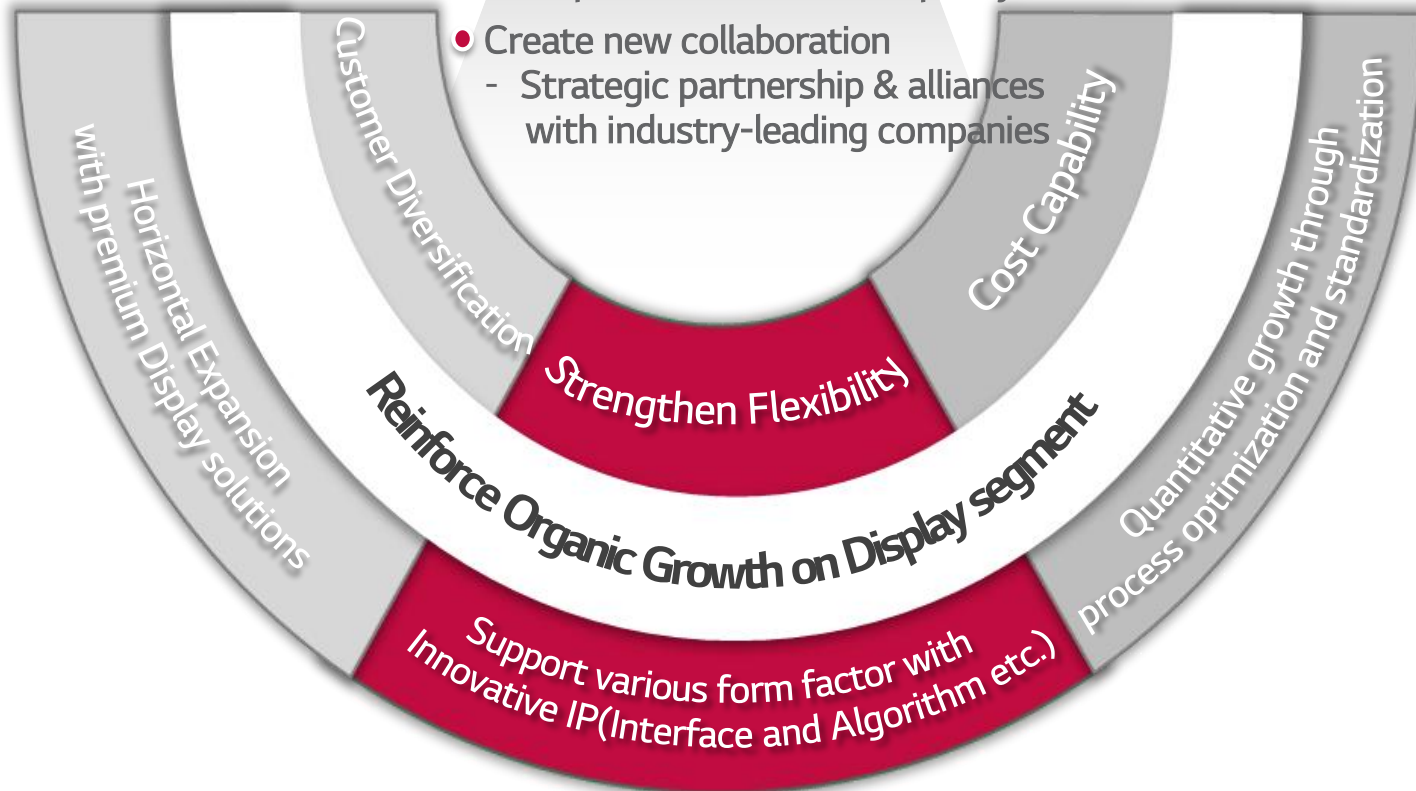 Create new collaboration
- Strategic partnership & alliances
with industry-leading companies
Customer Diversification
Strengthen Flexibility
Cost Capability
Reinforce Organic Growth on Display segment
Horizontal Expansion
with premium Display solutions
Support various form factor with
Innovative IP(Interface and Algorithm etc.)
Quantitative growth through
process optimization and standardization